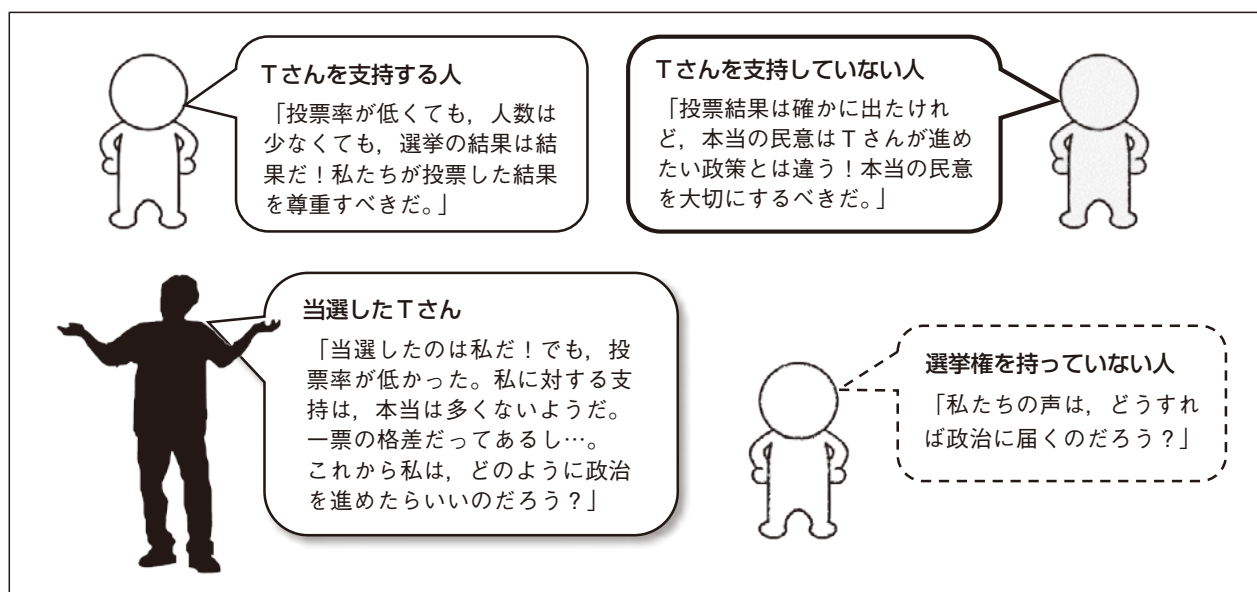 Tさんを支持する人
「投票率が低くても，人数は
少なくても，選挙の結果は結
果だ！私たちが投票した結果
を尊重すべきだ。」
Tさんを支持していない人
「投票結果は確かに出たけれ
ど，本当の民意はTさんが進め
たい政策とは違う！本当の民意
を大切にするべきだ。」
当選したTさん
「当選したのは私だ！でも，投
票率が低かった。私に対する支
持は，本当は多くないようだ。
一票の格差だってあるし…。
これから私は，どのように政治
を進めたらいいのだろう？」
選挙権を持っていない人
「私たちの声は，どうすれ
ば政治に届くのだろう？」